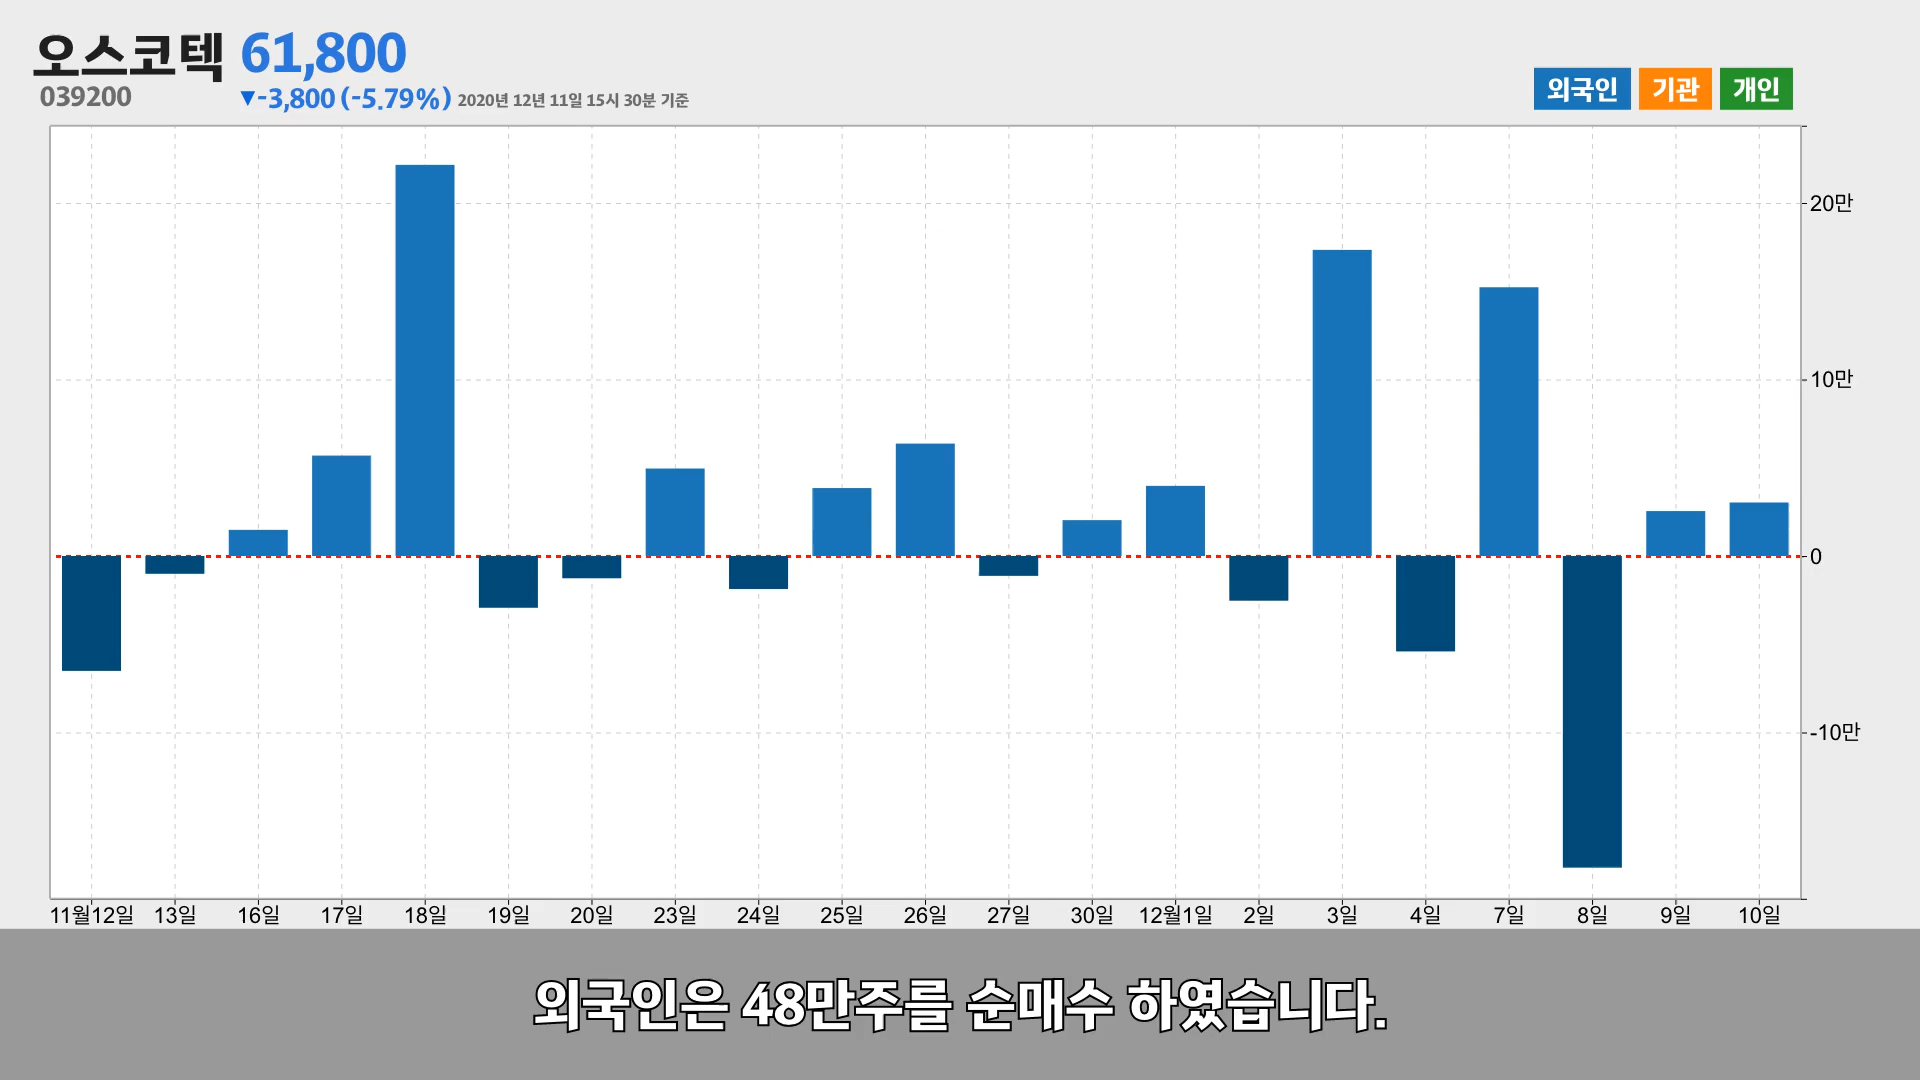 오스코텍 61,800
039200 ▼-3,800 (-5.79%) 2020년 12년 11일 15시 30분 기준
외국인 기관 개인
20만
10만
0
-10만
11월12일 13일 16일 17일 18일 19일 20일 23일 24일 25일 26일 27일 30일 12월1일 2일 3일 4일 7일 8일 9일 10일
외국인은 48만주를 순매수 하였습니다.